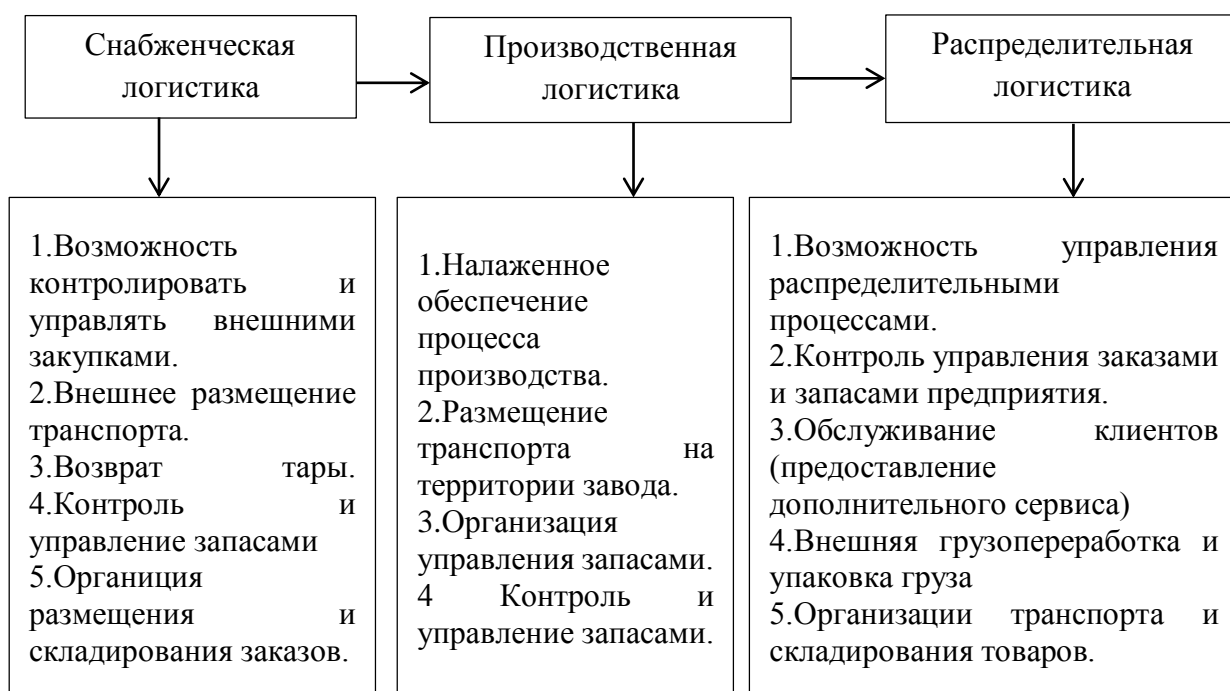 Снабженческая
логистика
Производственная
логистика
Распределительная
логистика
1.Возможность
контролировать и
управлять внешними
закупками.
2.Внешнее размещение
транспорта.
3.Возврат тары.
4.Контроль и
управление запасами
5.Органиция
размещения и
складирования заказов.
1.Налаженное
обеспечение
процесса
производства.
2.Размещение
транспорта на
территории завода.
3.Организация
управления запасами.
4 Контроль и
управление запасами.
1.Возможность управления
распределительными
процессами.
2.Контроль управления заказами
и запасами предприятия.
3.Обслуживание клиентов
(предоставление
дополнительного сервиса)
4.Внешняя грузопереработка и
упаковка груза
5.Организации транспорта и
складирования товаров.